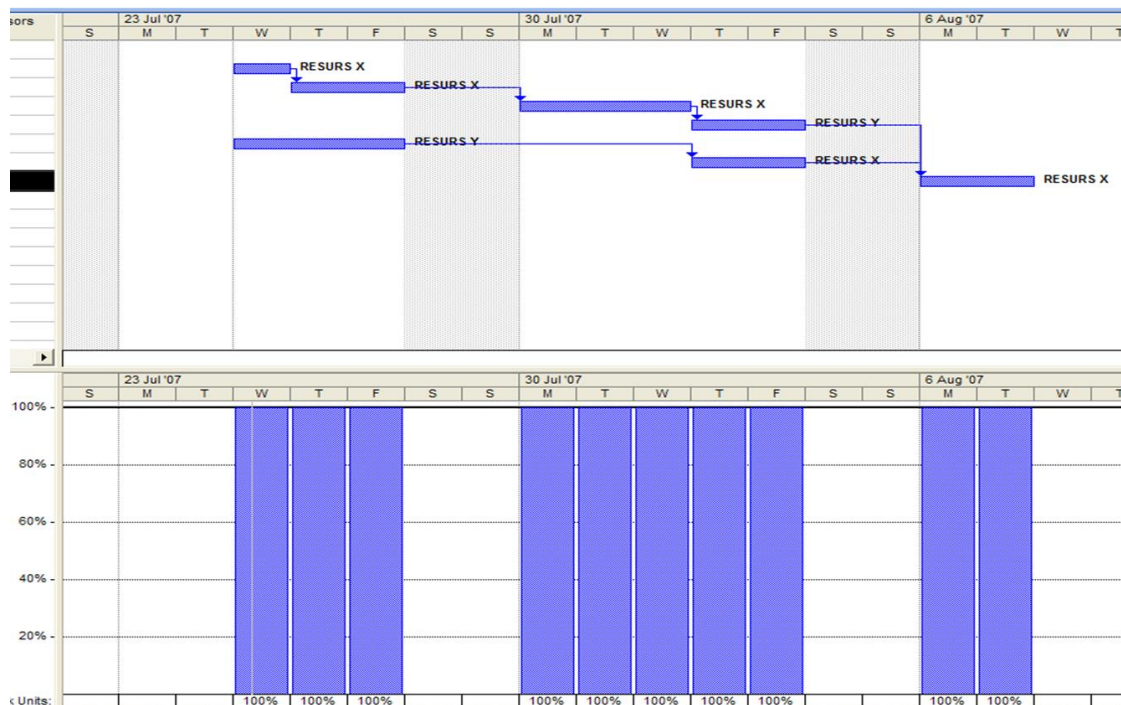 sors
23 Jul '07 30 Jul '07 6 Aug '07
S M T W T F S S M T W T F S S M T W T
RESURS X
RESURS X
RESURS X
RESURS Y
RESURS Y
RESURS X
RESURS X
23 Jul '07 30 Jul '07 6 Aug '07
S M T W T F S S M T W T F S S M T W T
100%
80%
60%
40%
20%
k Units: 100% 100% 100% 100% 100% 100% 100% 100% 100% 100%